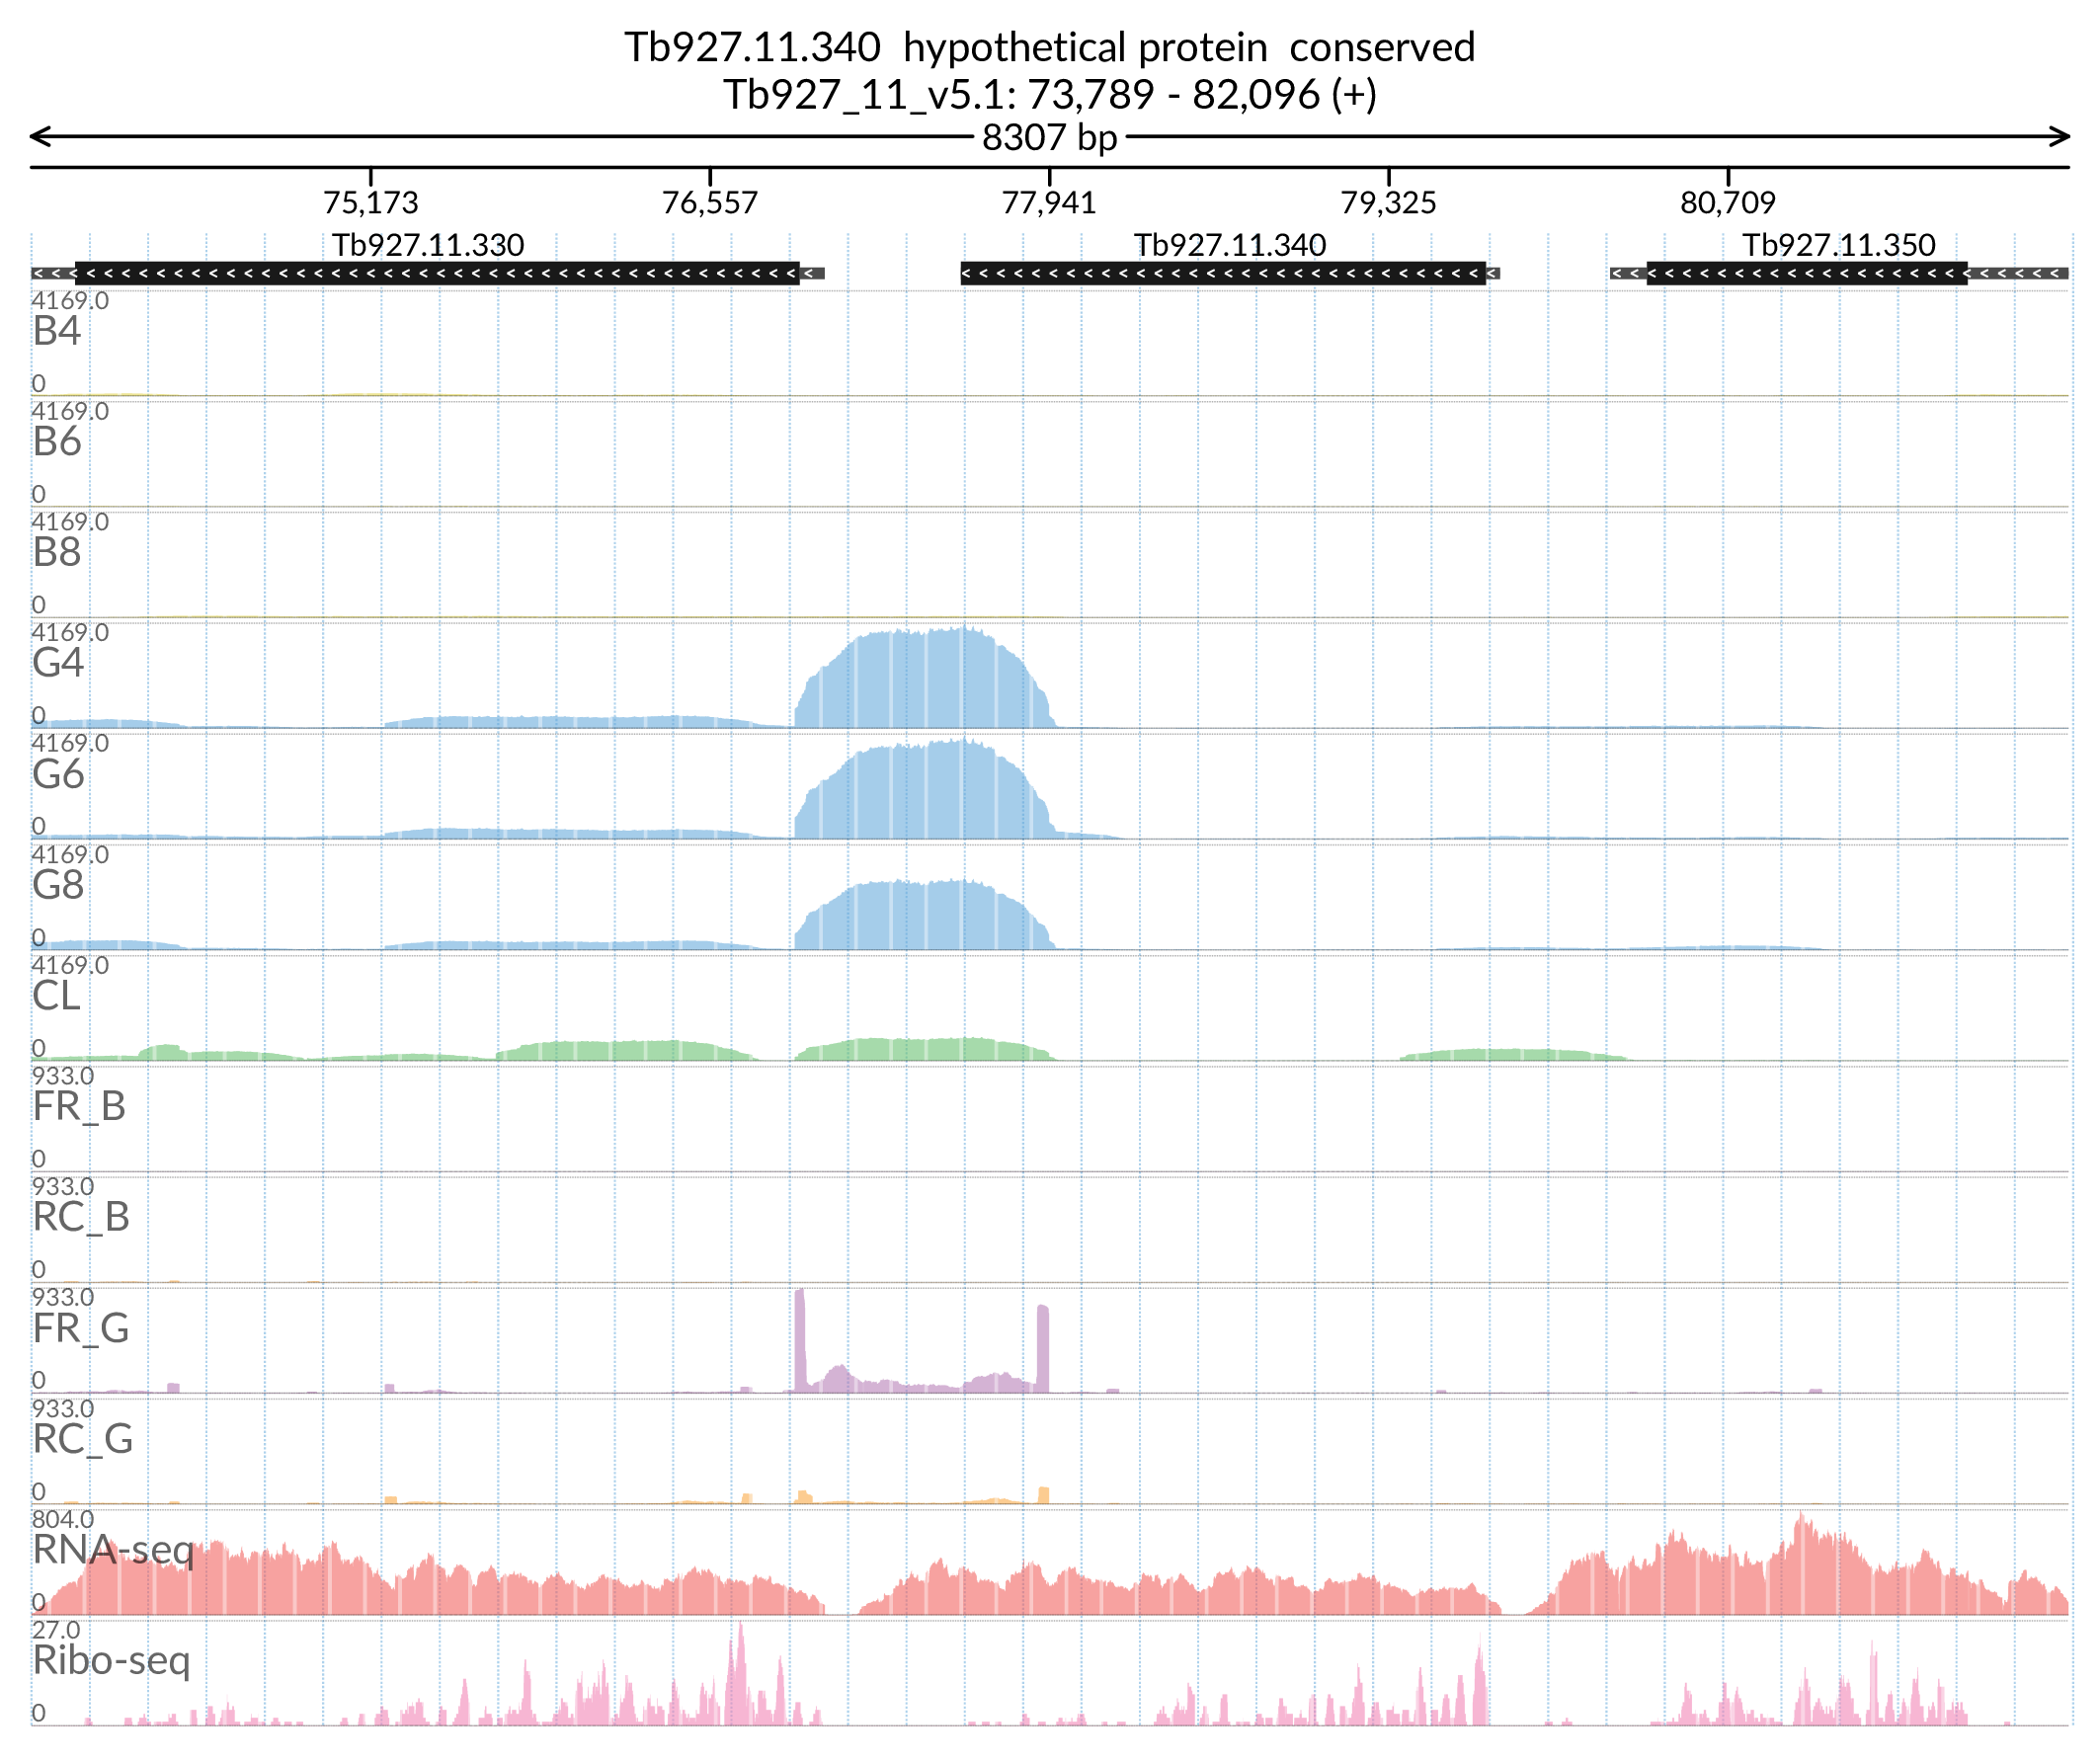 Tb927.11.340 hypothetical protein conserved
Tb927_11_v5.1: 73,789 - 82,096 (+)
8307 bp
75,173 76,557 77,941 79,325 80,709
Tb927.11.330 Tb927.11.340 Tb927.11.350
4169.0
B4
0
4169.0
B6
0
4169.0
B8
0
4169.0
G4
0
4169.0
G6
0
4169.0
G8
0
4169.0
CL
0
933.0
FR_B
0
933.0
RC_B
0
933.0
FR_G
0
933.0
RC_G
0
804.0
RNA-seq
0
27.0
Ribo-seq
0